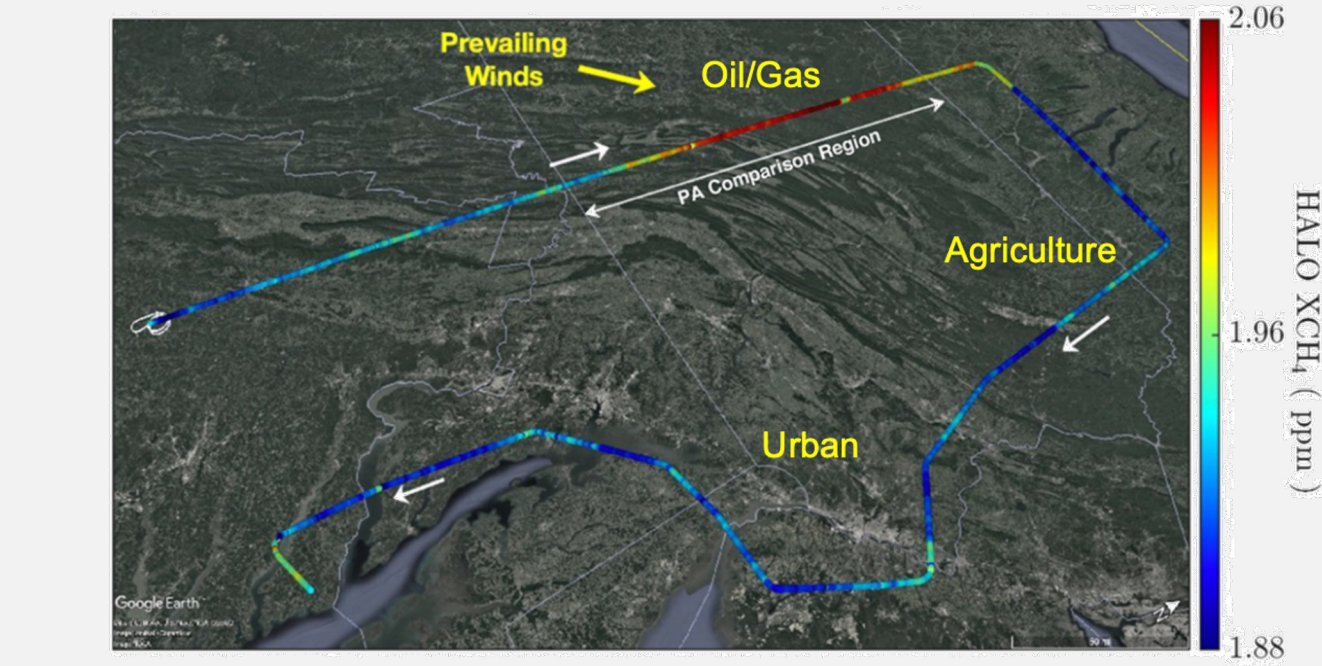 2.06
Prevailing
Winds
Oil/Gas
PA Comparison Region
Agriculture
HALO XCH₄ ( ppm )
1.96
Urban
Google Earth
N
1.88